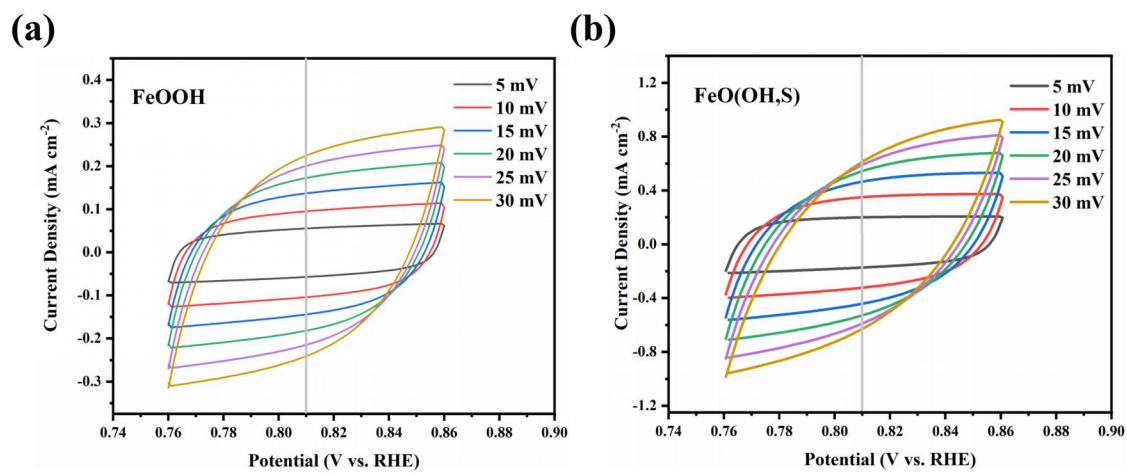 (a)
FeOOH
5 mV
10 mV
15 mV
20 mV
25 mV
30 mV
0.4
0.3
0.2
0.1
0.0
-0.1
-0.2
-0.3
0.74 0.76 0.78 0.80 0.82 0.84 0.86 0.88 0.90
Current Density (mA cm-2)
Potential (V vs. RHE)
(b)
FeO(OH,S)
5 mV
10 mV
15 mV
20 mV
25 mV
30 mV
1.2
0.8
0.4
0.0
-0.4
-0.8
-1.2
0.74 0.76 0.78 0.80 0.82 0.84 0.86 0.88 0.90
Current Density (mA cm-2)
Potential (V vs. RHE)